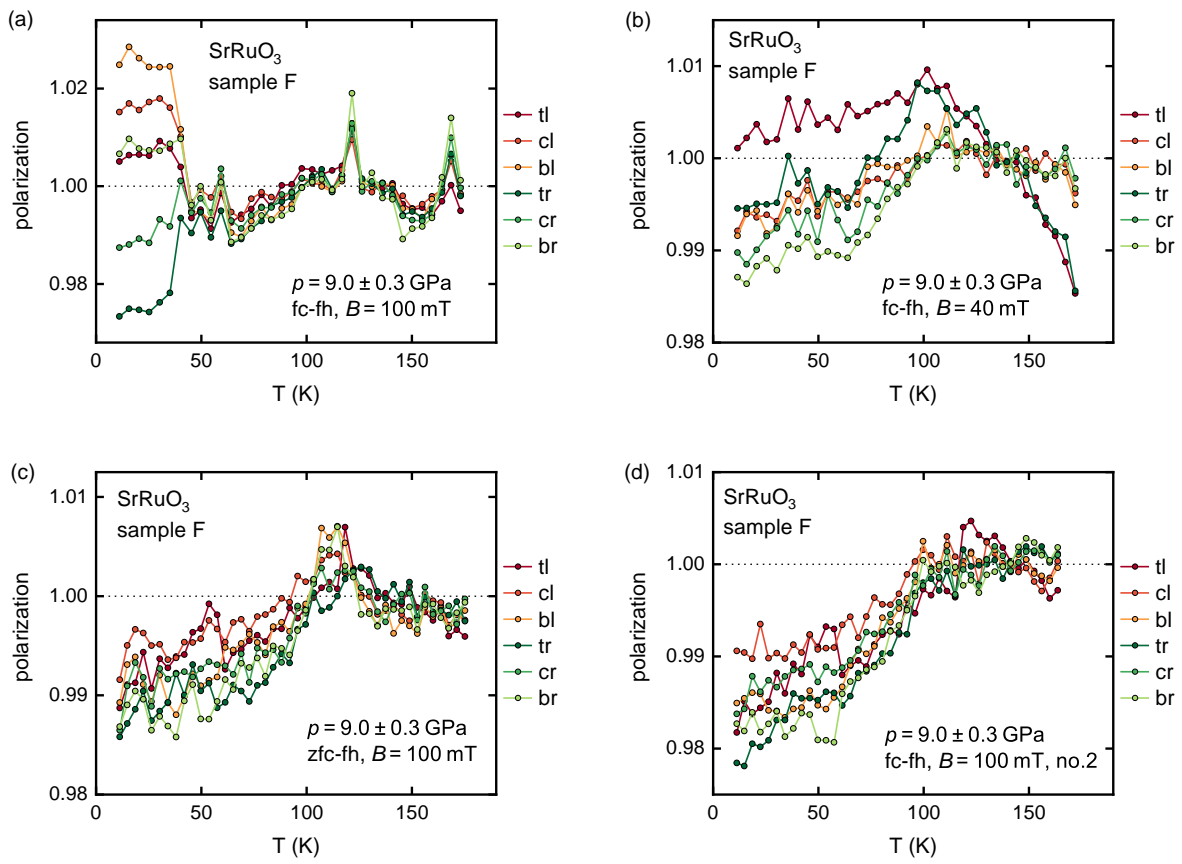 (a)
SrRuO3
sample F
polarization
1.02
1.00
0.98
0
50
100
150
T (K)
p = 9.0 ± 0.3 GPa
fc-fh, B = 100 mT
tl
cl
bl
tr
cr
br
(b)
SrRuO3
sample F
polarization
1.01
1.00
0.99
0.98
0
50
100
150
T (K)
p = 9.0 ± 0.3 GPa
fc-fh, B = 40 mT
tl
cl
bl
tr
cr
br
(c)
SrRuO3
sample F
polarization
1.01
1.00
0.99
0.98
0
50
100
150
T (K)
p = 9.0 ± 0.3 GPa
zfc-fh, B = 100 mT
tl
cl
bl
tr
cr
br
(d)
SrRuO3
sample F
polarization
1.01
1.00
0.99
0.98
0
50
100
150
T (K)
p = 9.0 ± 0.3 GPa
fc-fh, B = 100 mT, no.2
tl
cl
bl
tr
cr
br